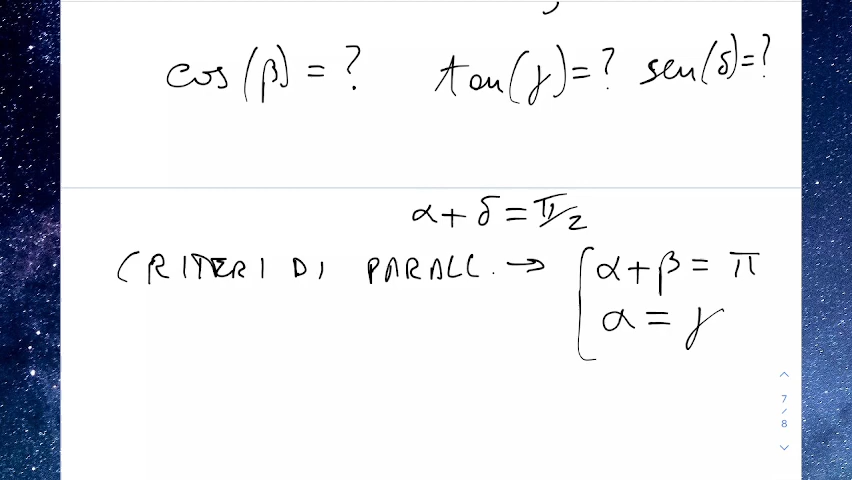 cos(β) = ? tan(γ) = ? sen(δ) = ?
α + δ = π/2
CRITERI DI PARALL. → { α + β = π
α = γ
7
/
8